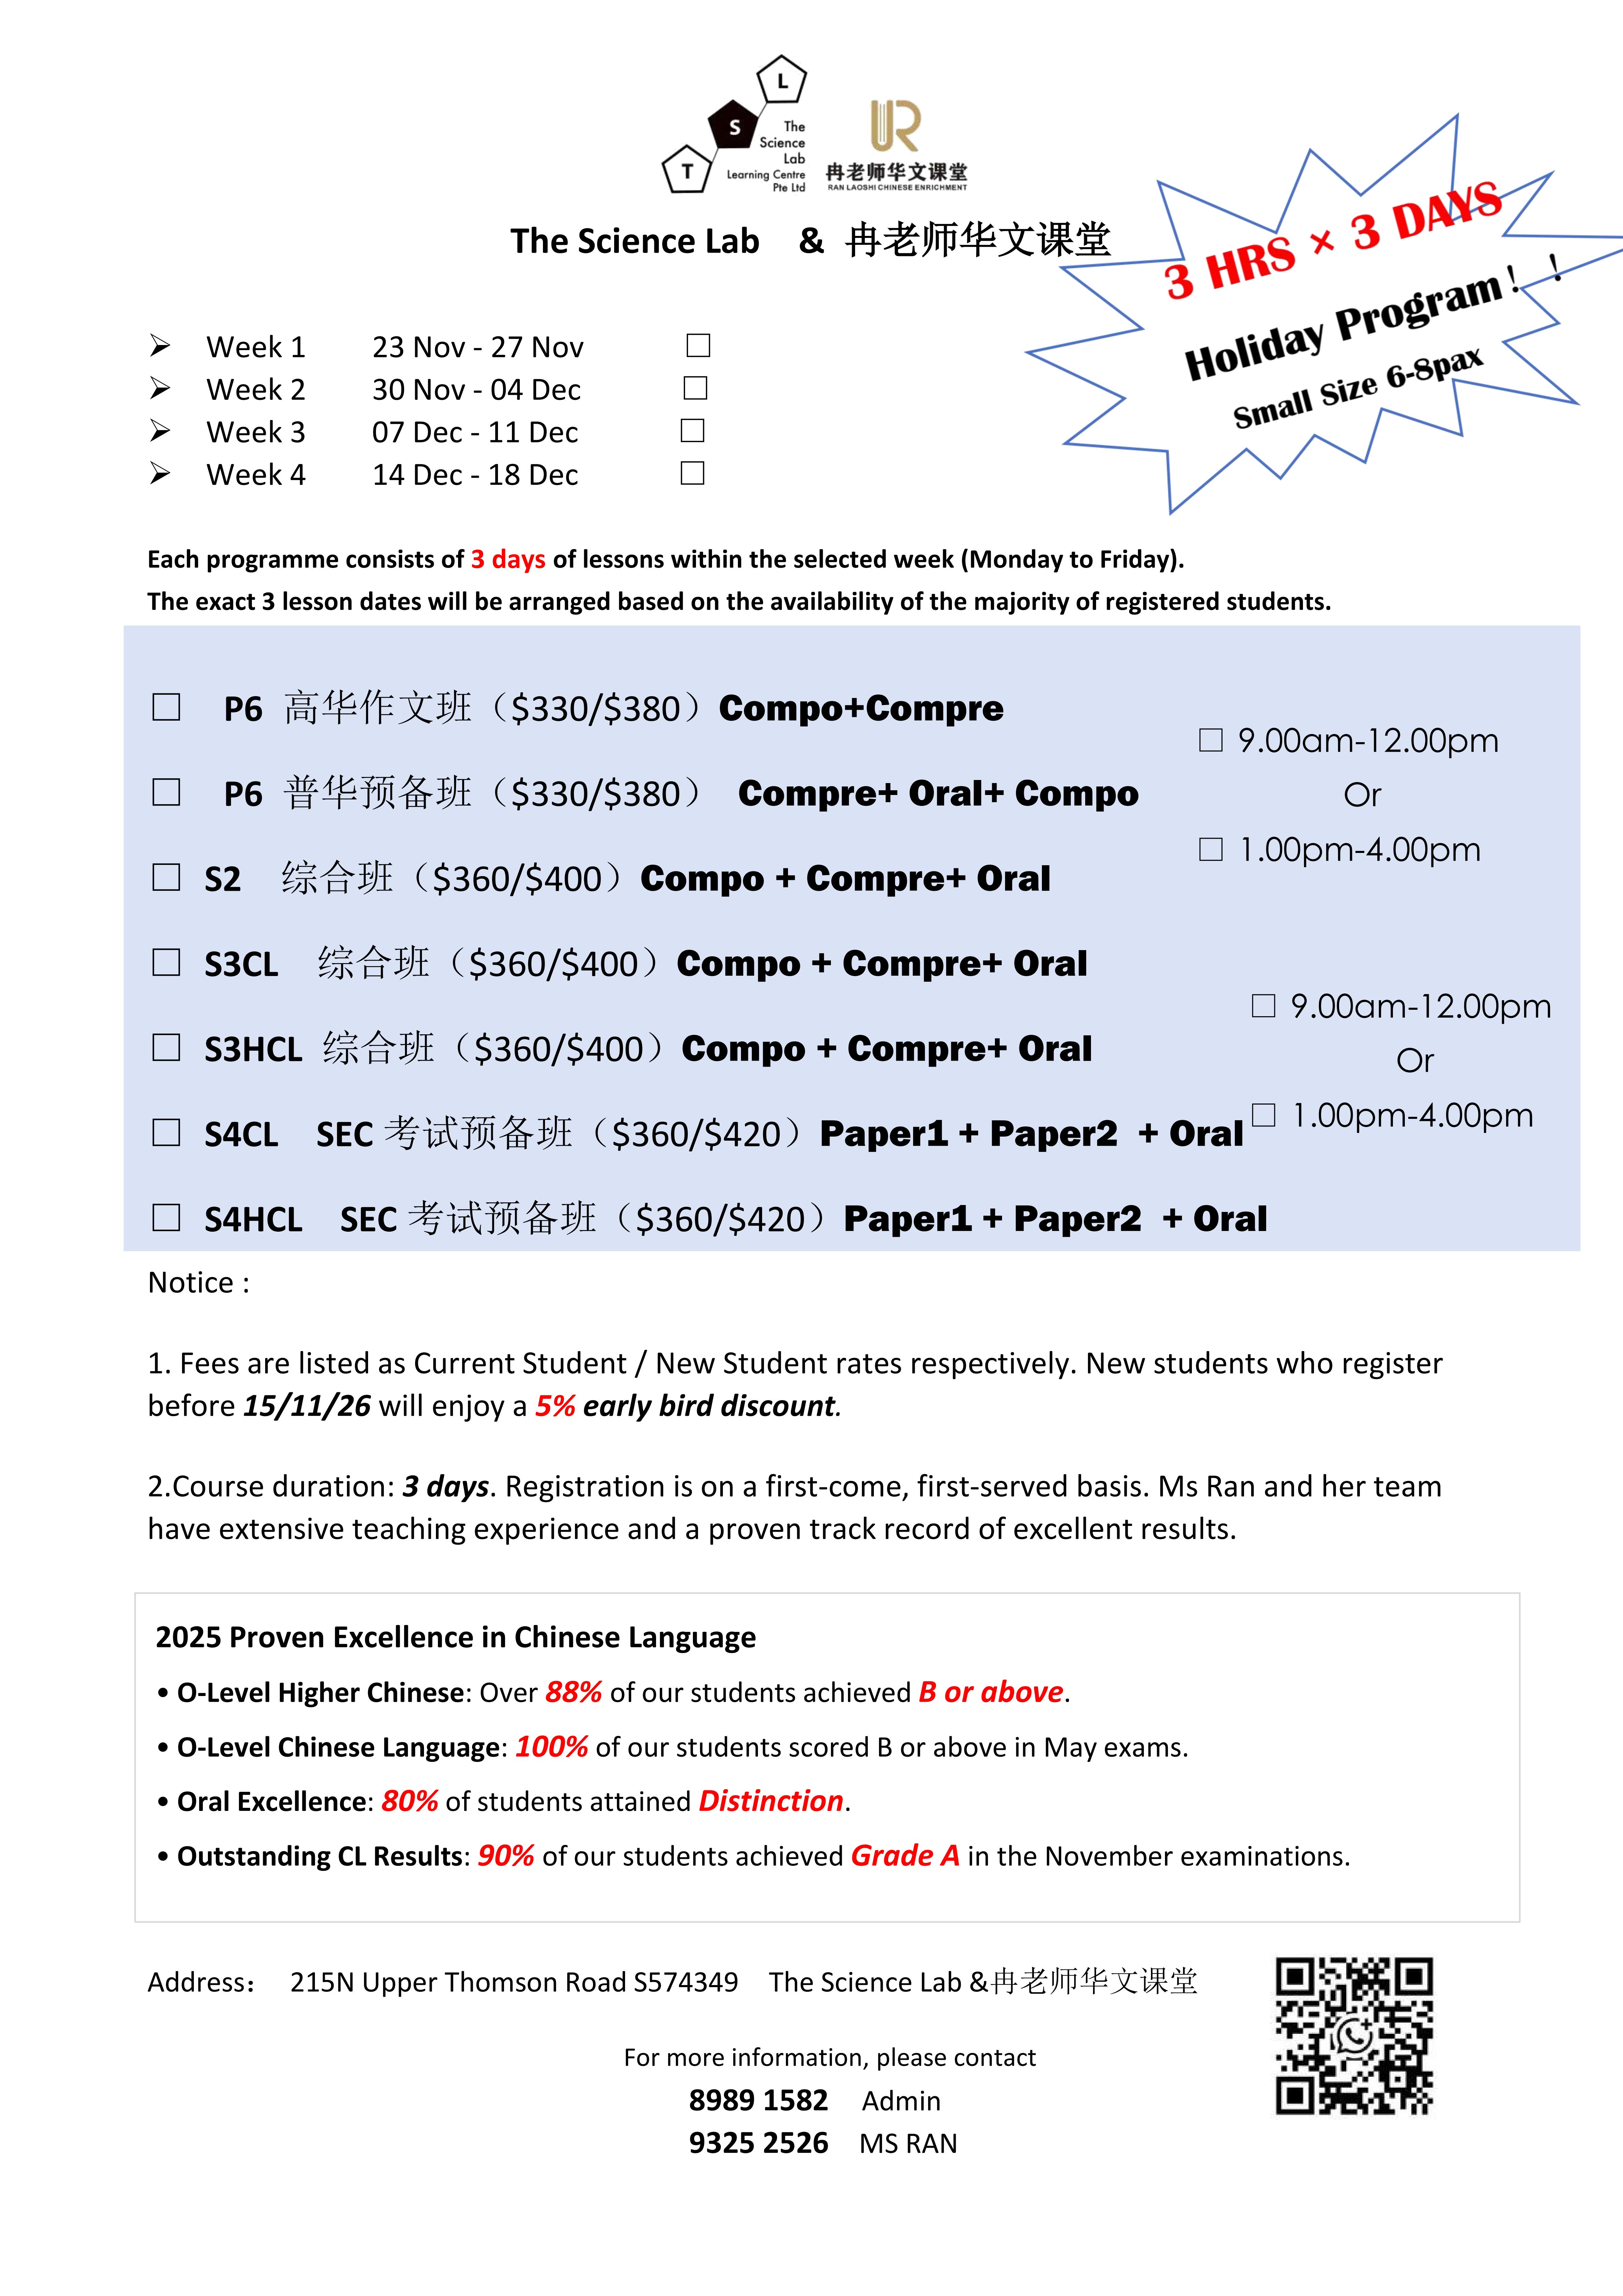 L
S
T
The
Science
Lab
Learning Centre
Pte Ltd
冉老师华文课堂
RAN LAOSHI CHINESE ENRICHMENT
The Science Lab & 冉老师华文课堂
3 HRS × 3 DAYS
Holiday Program！！
Small Size 6-8pax
➢ Week 1 23 Nov - 27 Nov □
➢ Week 2 30 Nov - 04 Dec □
➢ Week 3 07 Dec - 11 Dec □
➢ Week 4 14 Dec - 18 Dec □
Each programme consists of 3 days of lessons within the selected week (Monday to Friday).
The exact 3 lesson dates will be arranged based on the availability of the majority of registered students.
□ P6 高华作文班（$330/$380）Compo+Compre
□ P6 普华预备班（$330/$380） Compre+ Oral+ Compo
□ S2 综合班（$360/$400）Compo + Compre+ Oral
□ 9.00am-12.00pm
Or
□ 1.00pm-4.00pm
□ S3CL 综合班（$360/$400）Compo + Compre+ Oral
□ S3HCL 综合班（$360/$400）Compo + Compre+ Oral
□ S4CL SEC 考试预备班（$360/$420）Paper1 + Paper2 + Oral
□ S4HCL SEC 考试预备班（$360/$420）Paper1 + Paper2 + Oral
□ 9.00am-12.00pm
Or
□ 1.00pm-4.00pm
Notice :
1. Fees are listed as Current Student / New Student rates respectively. New students who register
before 15/11/26 will enjoy a 5% early bird discount.
2.Course duration: 3 days. Registration is on a first-come, first-served basis. Ms Ran and her team
have extensive teaching experience and a proven track record of excellent results.
2025 Proven Excellence in Chinese Language
• O-Level Higher Chinese: Over 88% of our students achieved B or above.
• O-Level Chinese Language: 100% of our students scored B or above in May exams.
• Oral Excellence: 80% of students attained Distinction.
• Outstanding CL Results: 90% of our students achieved Grade A in the November examinations.
Address： 215N Upper Thomson Road S574349 The Science Lab &冉老师华文课堂
For more information, please contact
8989 1582 Admin
9325 2526 MS RAN